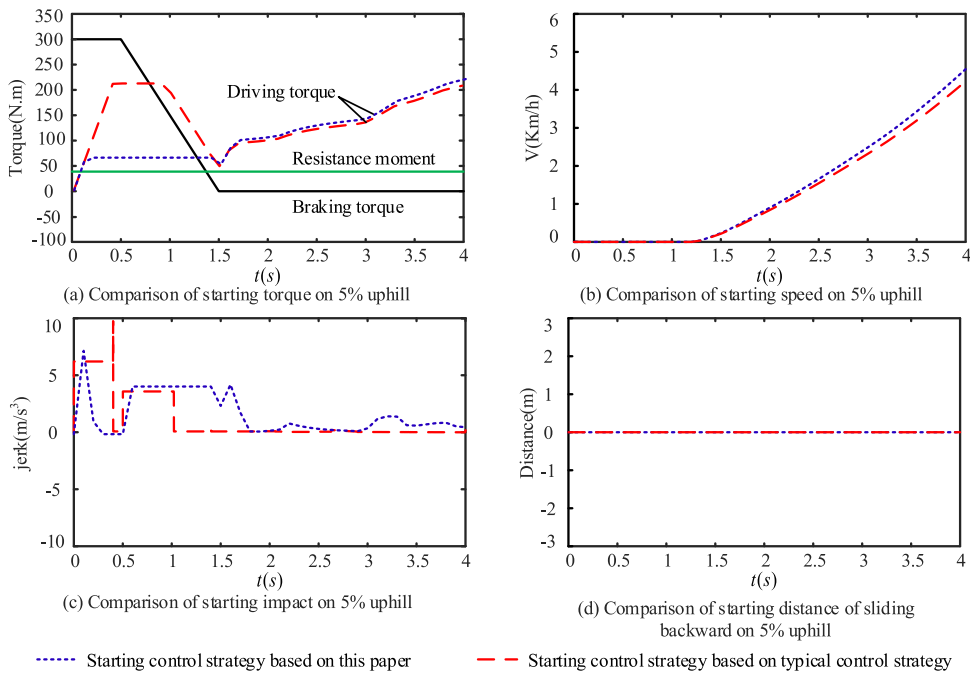 Torque(N.m)
350
300
250
200
150
100
50
0
-50
-100
Driving torque
Resistance moment
Braking torque
0 0.5 1 1.5 2 2.5 3 3.5 4
t(s)
(a) Comparison of starting torque on 5% uphill
V(Km/h)
6
5
4
3
2
1
0
0 0.5 1 1.5 2 2.5 3 3.5 4
t(s)
(b) Comparison of starting speed on 5% uphill
jerk(m/s³)
10
5
0
-5
-10
0 0.5 1 1.5 2 2.5 3 3.5 4
t(s)
(c) Comparison of starting impact on 5% uphill
Distance(m)
3
2
1
0
-1
-2
-3
0 0.5 1 1.5 2 2.5 3 3.5 4
t(s)
(d) Comparison of starting distance of sliding
backward on 5% uphill
Starting control strategy based on this paper
Starting control strategy based on typical control strategy